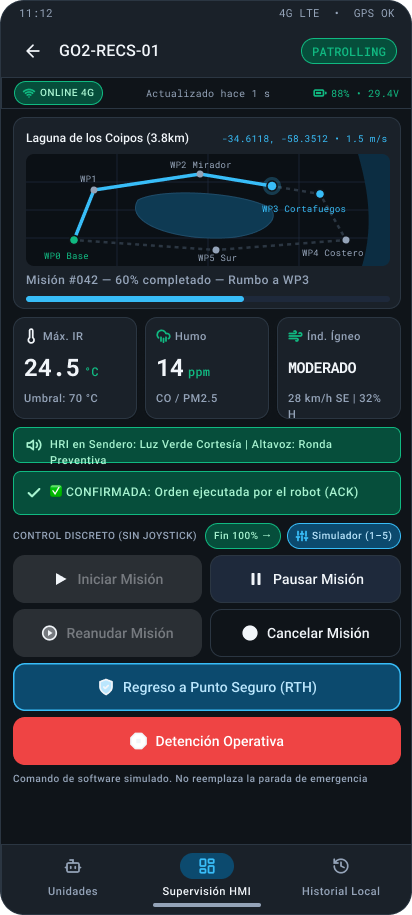 11:12
4G LTE • GPS OK
GO2-RECS-01
PATROLLING
ONLINE 4G
Actualizado hace 1 s
88% • 29.4V
Laguna de los Coipos (3.8km)
-34.6118, -58.3512 • 1.5 m/s
WP2 Mirador
WP1
WP3 Cortafuegos
WP0 Base
WP5 Sur
WP4 Costero
Misión #042 — 60% completado — Rumbo a WP3
Máx. IR
24.5 °C
Umbral: 70 °C
Humo
14 ppm
CO / PM2.5
Índ. Ígneo
MODERADO
28 km/h SE | 32%
H
HRI en Sendero: Luz Verde Cortesía | Altavoz: Ronda
Preventiva
✅ CONFIRMADA: Orden ejecutada por el robot (ACK)
CONTROL DISCRETO (SIN JOYSTICK)
Fin 100% →
Simulador (1–5)
Iniciar Misión
Pausar Misión
Reanudar Misión
Cancelar Misión
Regreso a Punto Seguro (RTH)
Detención Operativa
Comando de software simulado. No reemplaza la parada de emergencia
Unidades
Supervisión HMI
Historial Local